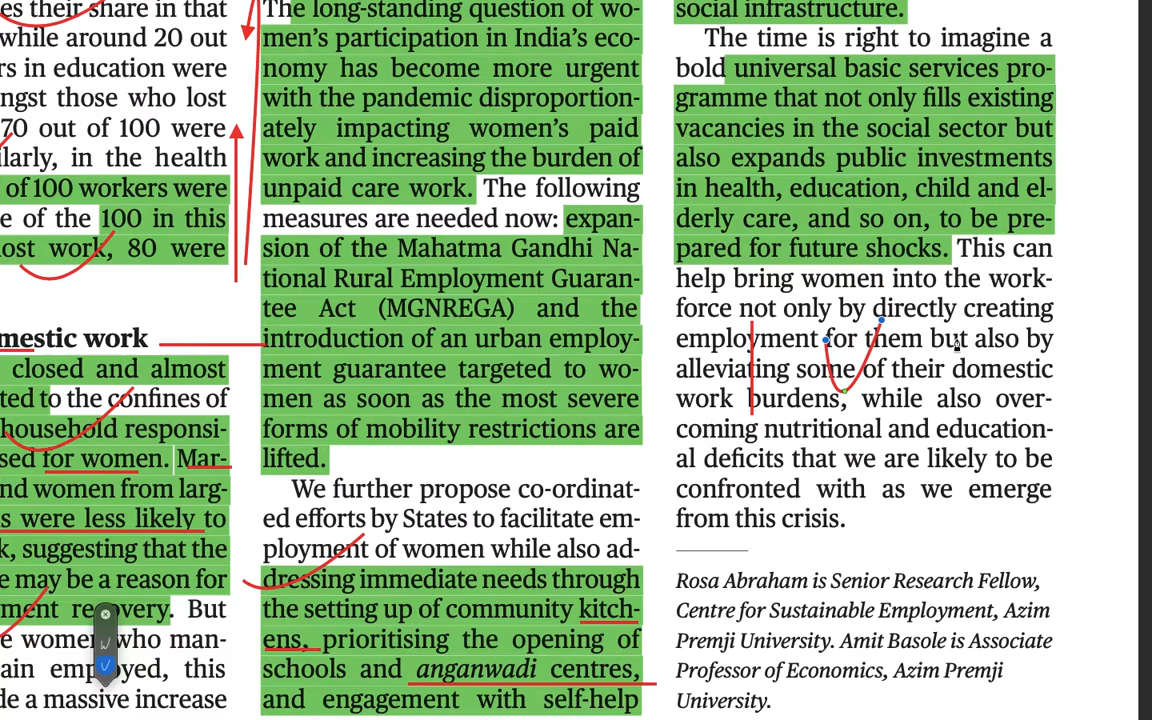 es their share in that
while around 20 out
rs in education were
ngst those who lost
70 out of 100 were
larly, in the health
of 100 workers were
e of the 100 in this
ost work, 80 were
mestic work
closed and almost
ted to the confines of
household responsi-
sed for women. Mar-
nd women from larg-
s were less likely to
k, suggesting that the
e may be a reason for
ment recovery. But
e women who man-
ain employed, this
de a massive increase
The long-standing question of wo-
men's participation in India's eco-
nomy has become more urgent
with the pandemic disproportion-
ately impacting women's paid
work and increasing the burden of
unpaid care work. The following
measures are needed now: expan-
sion of the Mahatma Gandhi Na-
tional Rural Employment Guaran-
tee Act (MGNREGA) and the
introduction of an urban employ-
ment guarantee targeted to wo-
men as soon as the most severe
forms of mobility restrictions are
lifted.
We further propose co-ordinat-
ed efforts by States to facilitate em-
ployment of women while also ad-
dressing immediate needs through
the setting up of community kitch-
ens, prioritising the opening of
schools and anganwadi centres,
and engagement with self-help
social infrastructure.
The time is right to imagine a
bold universal basic services pro-
gramme that not only fills existing
vacancies in the social sector but
also expands public investments
in health, education, child and el-
derly care, and so on, to be pre-
pared for future shocks. This can
help bring women into the work-
force not only by directly creating
employment for them but also by
alleviating some of their domestic
work burdens, while also over-
coming nutritional and education-
al deficits that we are likely to be
confronted with as we emerge
from this crisis.
Rosa Abraham is Senior Research Fellow,
Centre for Sustainable Employment, Azim
Premji University. Amit Basole is Associate
Professor of Economics, Azim Premji
University.